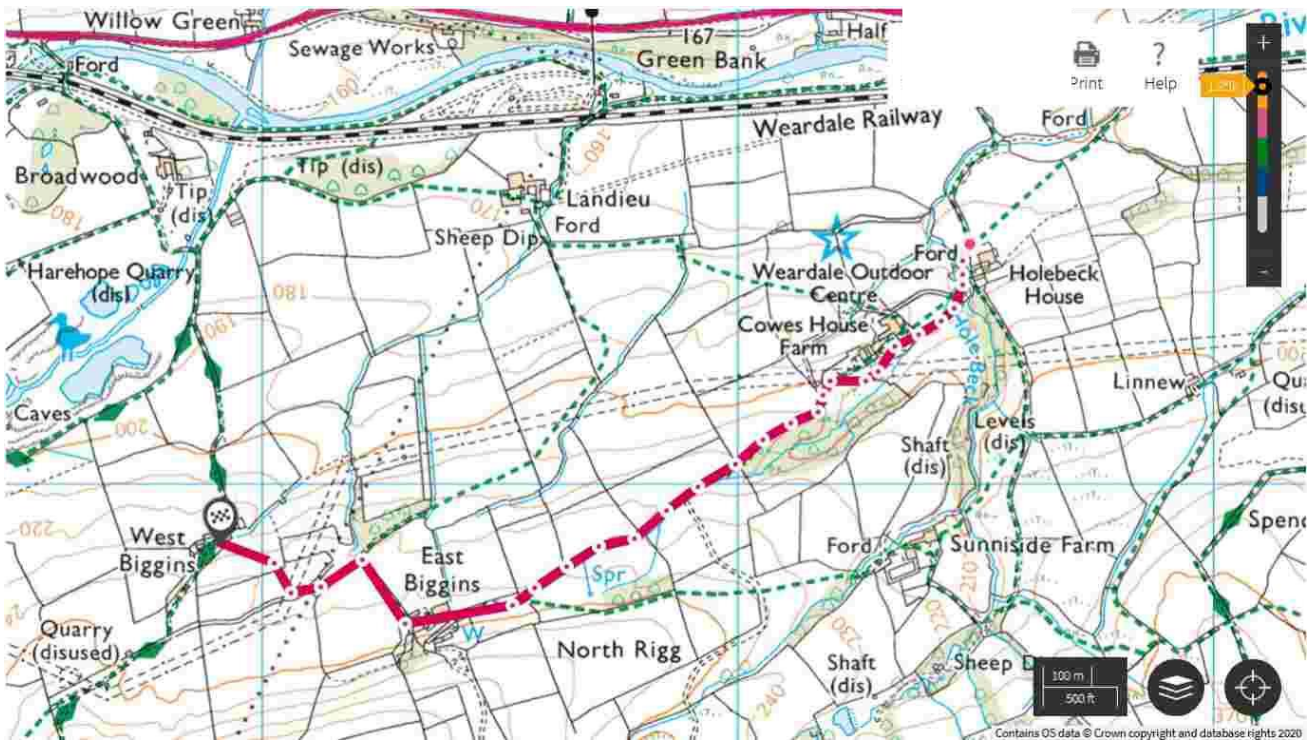 Willow Green
Sewage Works
167
Green Bank
Half
Print
Help
Ford
160
Weardale Railway
Ford
Broadwood
Tip
(dis)
Tip (dis)
160
Landieu
Ford
170
Sheep Dip
180
Harehope Quarry
(dis)
180
190
Ford
Weardale Outdoor
Centre
Holebeck
House
Cowes House
Farm
Hole Beck
Linnew
Caves
200
Levels
(dis)
Shaft
(dis)
220
West
Biggins
East
Biggins
Spr
Ford
Sunniside Farm
210
W
North Rigg
Quarry
(disused)
230
220
Shaft
(dis)
240
Sheep D
100 m
500 ft
Contains OS data © Crown copyright and database rights 2020